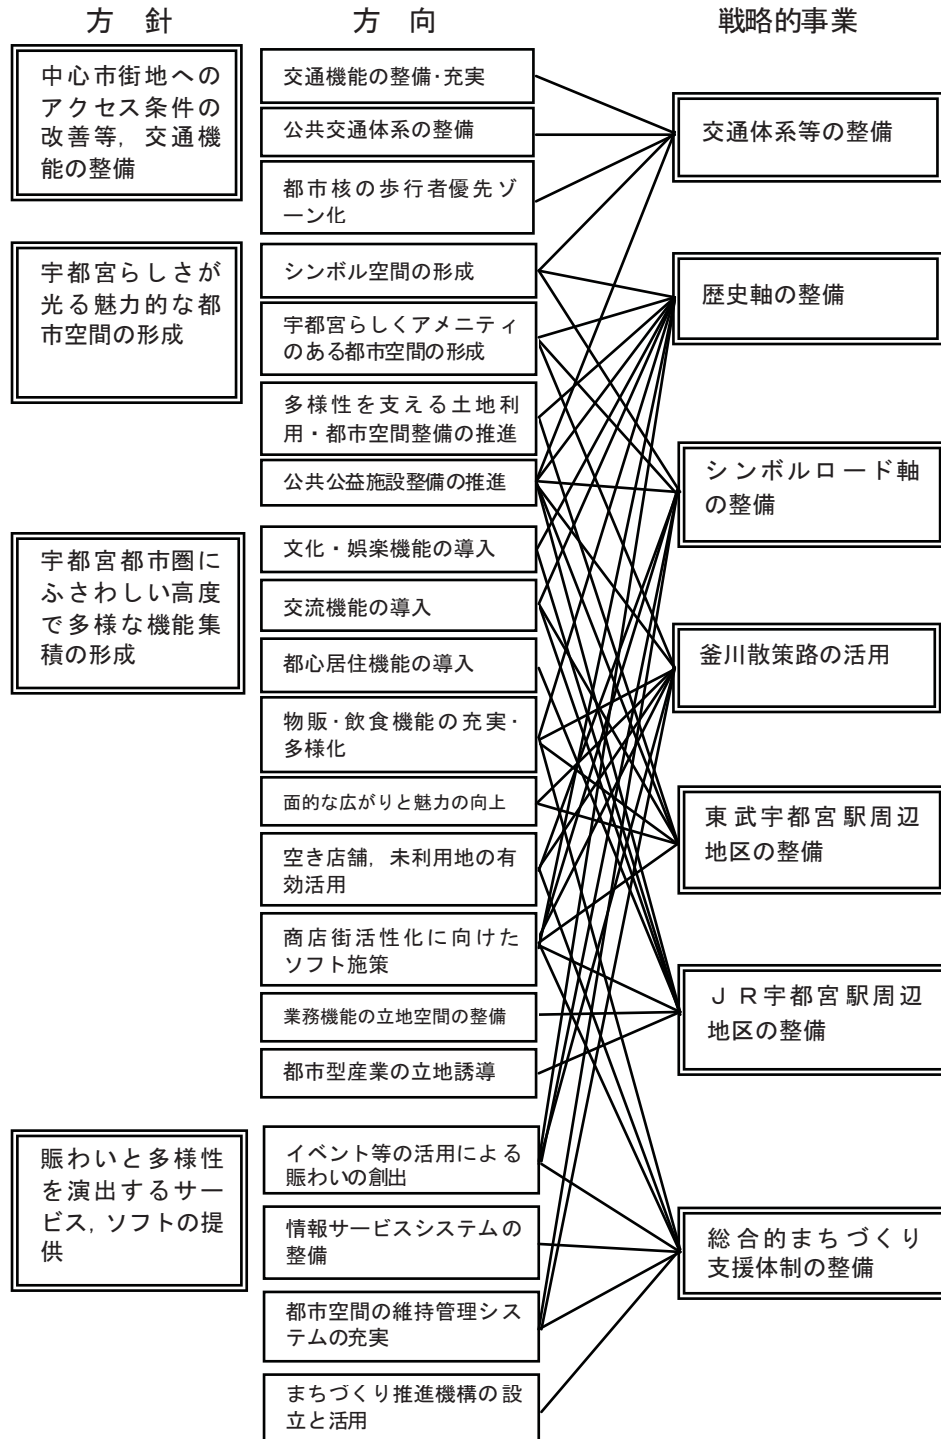 方 針
方 向
戦略的事業
中心市街地への
アクセス条件の
改善等，交通機
能の整備
宇都宮らしさが
光る魅力的な都
市空間の形成
宇都宮都市圏に
ふさわしい高度
で多様な機能集
積の形成
賑わいと多様性
を演出するサー
ビス，ソフトの提
供
交通機能の整備･充実
公共交通体系の整備
都市核の歩行者優先ゾ
ーン化
シンボル空間の形成
宇都宮らしくアメニティ
のある都市空間の形成
多様性を支える土地利
用・都市空間整備の推進
公共公益施設整備の推進
文化・娯楽機能の導入
交流機能の導入
都心居住機能の導入
物販･飲食機能の充実･
多様化
面的な広がりと魅力の向上
空き店舗，未利用地の有
効活用
商店街活性化に向けた
ソフト施策
業務機能の立地空間の整備
都市型産業の立地誘導
イベント等の活用による
賑わいの創出
情報サービスシステムの
整備
都市空間の維持管理シス
テムの充実
まちづくり推進機構の設
立と活用
交通体系等の整備
歴史軸の整備
シンボルロード軸
の整備
釜川散策路の活用
東武宇都宮駅周辺
地区の整備
ＪＲ宇都宮駅周辺
地区の整備
総合的まちづくり
支援体制の整備